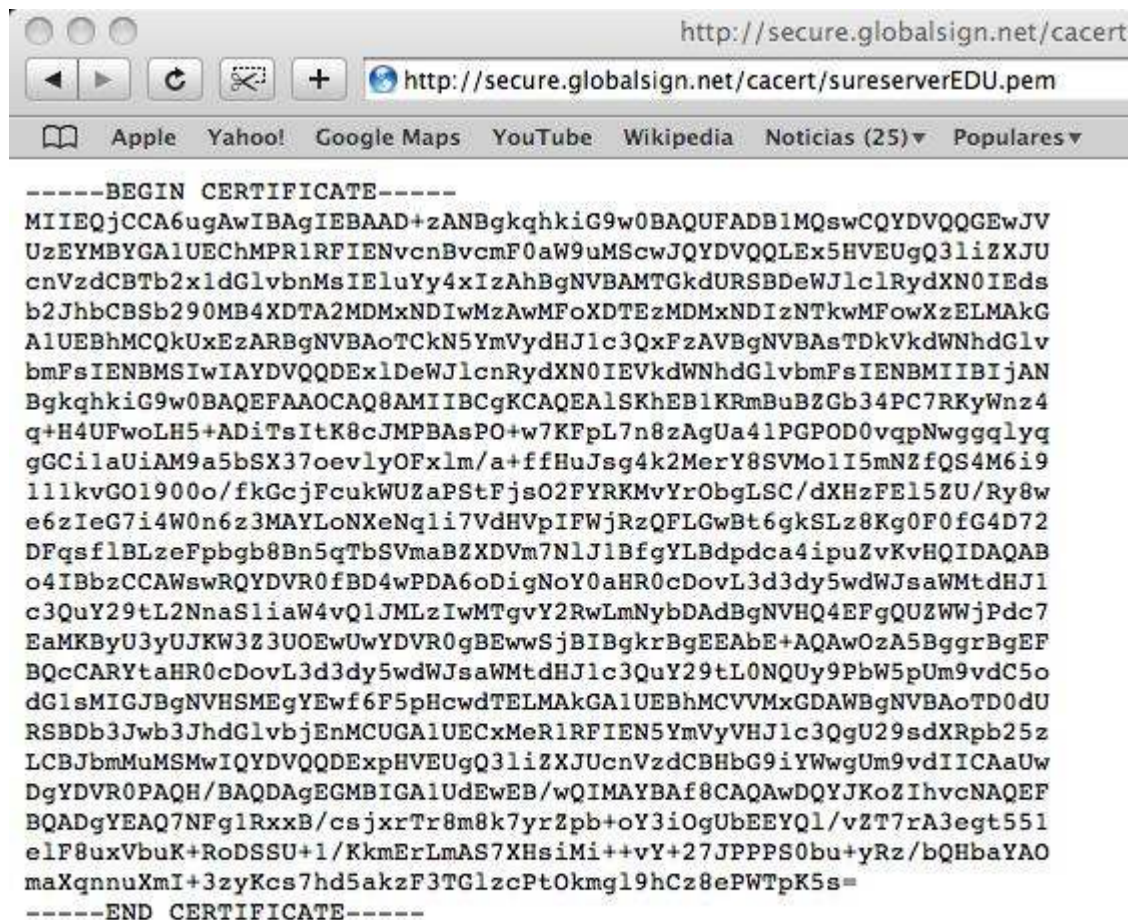 http://secure.globalsign.net/cacert
http://secure.globalsign.net/cacert/sureserverEDU.pem
Apple Yahoo! Google Maps YouTube Wikipedia Noticias (25) Populares
-----BEGIN CERTIFICATE-----
MIIEQjCCA6ugAwIBAgIEBAAD+zANBgkqhkiG9w0BAQUFADB1MQswCQYDVQQGEwJV
UzEYMBYGA1UEChMPR1RFIENvcnBvcmF0aW9uMScwJQYDVQQLEx5HVEUgQ3liZXJU
cnVzdCBTb2x1dGlvbnMsIEluYy4xIzAhBgNVBAMTGkdURSBDeWJlclRydXN0IEds
b2JhbCBSb290MB4XDTA2MDMxNDIwMzAwMFoXDTEzMDMxNDIzNTkwMFowXzELMAkG
A1UEBhMCQkUxEzARBgNVBAoTCkN5YmVydHJ1c3QxFzAVBgNVBAsTDkVkdWNhdGlv
bmFsIENBMSIwIAYDVQQDExlDeWJlcnRydXN0IEVkdWNhdGlvbmFsIENBMIIBIjAN
BgkqhkiG9w0BAQEFAAOCAQ8AMIIBCgKCAQEAlSKhEB1KRmBuBZGb34PC7RKyWnz4
q+H4UFwoLH5+ADiTsItK8cJMPBAsPO+w7KFpL7n8zAgUa41PGPOD0vqpNwggqlyq
gGCilaUiAM9a5bSX37oevlyOFxlm/a+ffHuJsg4k2MerY8SVMolI5mNZfQS4M6i9
111kvGO1900o/fkGcjFcukWUZaPStFjsO2FYRKMvYrObgLSC/dXHzFEl5ZU/Ry8w
e6zIeG7i4W0n6z3MAYLoNXeNq1i7VdHVpIFWjRzQFLGwBt6gkSLz8Kg0F0fG4D72
DFqsflBLzeFpbgb8Bn5qTbSVmaBZXDVm7NlJ1BfgYLBdpdca4ipuZvKvHQIDAQAB
o4IBbzCCAWswRQYDVR0fBD4wPDA6oDigNoY0aHR0cDovL3d3dy5wdWJsaWMtdHJ1
c3QuY29tL2NnaS1iaW4vQ1JMLzIwMTgvY2RwLmNybDAdBgNVHQ4EFgQUZWWjPdc7
EaMKByU3yUJKW3Z3UOEwUwYDVR0gBEwwSjBIBgkrBgEEAbE+AQAwOzA5BggrBgEF
BQcCARYtaHR0cDovL3d3dy5wdWJsaWMtdHJ1c3QuY29tL0NQUy9PbW5pUm9vdC5o
dG1sMIGJBgNVHSMEgYEwf6F5pHcwdTELMAkGA1UEBhMCVVMxGDAWBgNVBAoTD0dU
RSBDb3Jwb3JhdGlvbjEnMCUGA1UECxMeR1RFIEN5YmVyVHJ1c3QgU29sdXRpb25z
LCBJbmMuMSMwIQYDVQQDExpHVEUgQ3liZXJUcnVzdCBHbG9iYWwgUm9vdIICAaUw
DgYDVR0PAQH/BAQDAgEGMBIGA1UdEwEB/wQIMAYBAf8CAQAwDQYJKoZIhvcNAQEF
BQADgYEAQ7NFg1RxxB/csjxrTr8m8k7yrZpb+oY3iOgUbEEYQl/vZT7rA3egt551
elF8uxVbuK+RoDSSU+1/KkmErLmAS7XHsiMi++vY+27JPPPS0bu+yRz/bQHbaYAO
maXqnnuXmI+3zyKcs7hd5akzF3TGlzcPtOkmgl9hCz8ePWTpK5s=
-----END CERTIFICATE-----